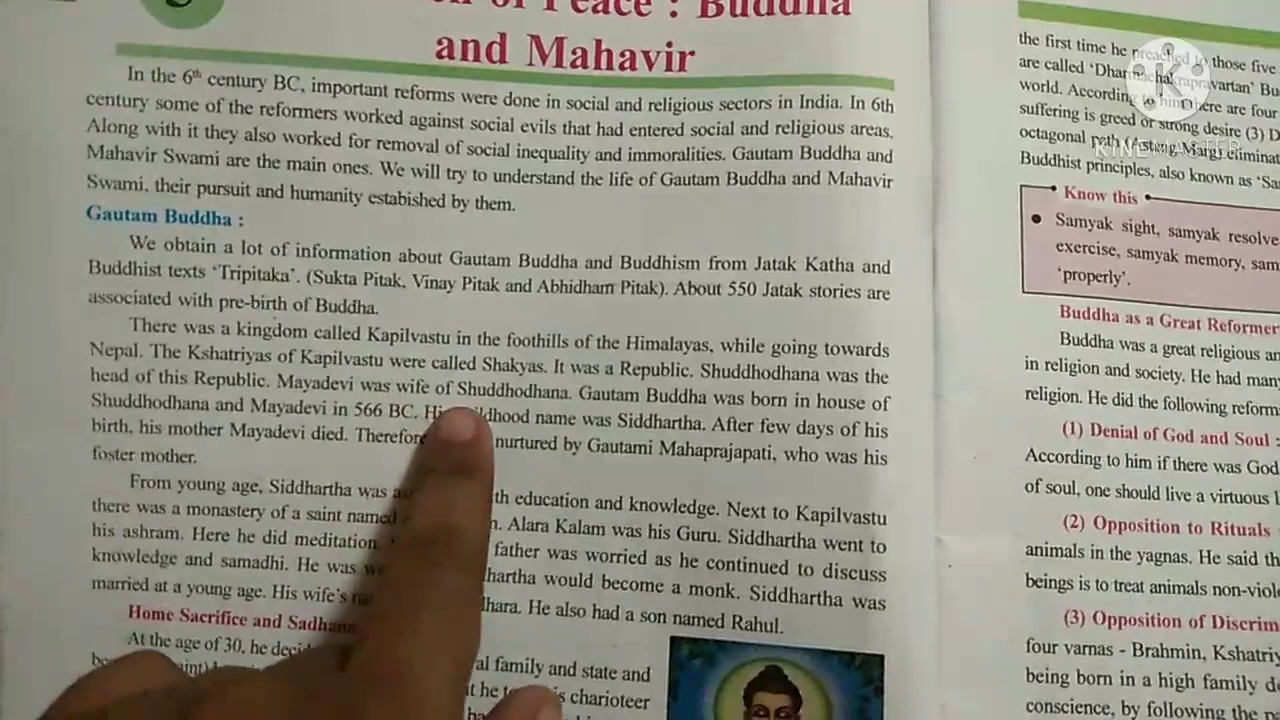 of Peace : Buddha
and Mahavir
In the 6th century BC, important reforms were done in social and religious sectors in India. In 6th
century some of the reformers worked against social evils that had entered social and religious areas.
Along with it they also worked for removal of social inequality and immoralities. Gautam Buddha and
Mahavir Swami are the main ones. We will try to understand the life of Gautam Buddha and Mahavir
Swami, their pursuit and humanity estabished by them.
Gautam Buddha :
We obtain a lot of information about Gautam Buddha and Buddhism from Jatak Katha and
Buddhist texts ‘Tripitaka’. (Sukta Pitak, Vinay Pitak and Abhidham Pitak). About 550 Jatak stories are
associated with pre-birth of Buddha.
There was a kingdom called Kapilvastu in the foothills of the Himalayas, while going towards
Nepal. The Kshatriyas of Kapilvastu were called Shakyas. It was a Republic. Shuddhodhana was the
head of this Republic. Mayadevi was wife of Shuddhodhana. Gautam Buddha was born in house of
Shuddhodhana and Mayadevi in 566 BC. ildhood name was Siddhartha. After few days of his
birth, his mother Mayadevi died. Therefor nurtured by Gautami Mahaprajapati, who was his
foster mother.
From young age, Siddhartha was th education and knowledge. Next to Kapilvastu
there was a monastery of a saint named Alara Kalam was his Guru. Siddhartha went to
his ashram. Here he did meditation father was worried as he continued to discuss
knowledge and samadhi. He was hartha would become a monk. Siddhartha was
married at a young age. His wife's dhara. He also had a son named Rahul.
Home Sacrifice and Sadhana
At the age of 30, he deci al family and state and
int) it he s charioteer
the first time he preached to those five
are called ‘Dharmachakrapravartan’ Bu
world. According to him there are four
suffering is greed or strong desire (3) D
octagonal path (Astang Marg) eliminat
Buddhist principles, also known as ‘Sa
Know this
Samyak sight, samyak resolve
exercise, samyak memory, sam
‘properly’.
Buddha as a Great Reformer
Buddha was a great religious an
in religion and society. He had man
religion. He did the following reform
(1) Denial of God and Soul :
According to him if there was God
of soul, one should live a virtuous l
(2) Opposition to Rituals
animals in the yagnas. He said th
beings is to treat animals non-viol
(3) Opposition of Discrim
four varnas - Brahmin, Kshatriy
being born in a high family d
conscience, by following the p
K
KINEMASTER